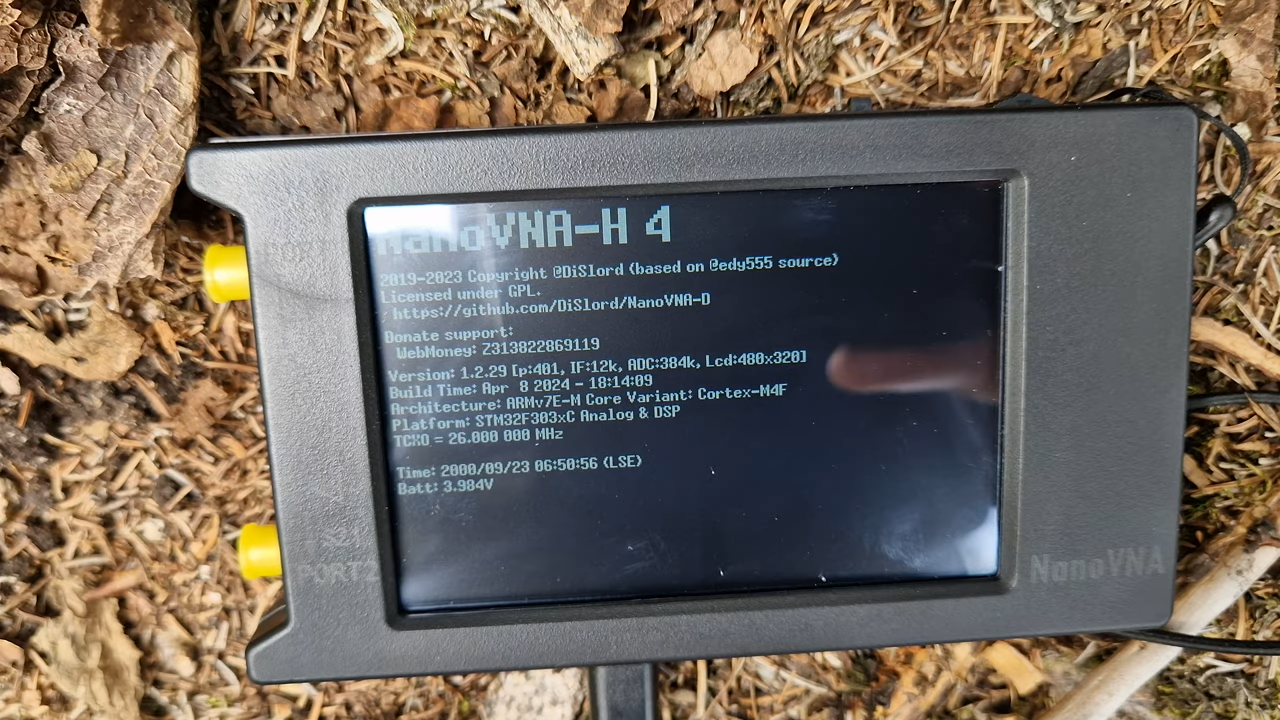 NanoVNA-H 4
2019-2023 Copyright @DiSlord (based on @edy555 source)
Licensed under GPL.
https://github.com/DiSlord/NanoVNA-D
Donate support:
WebMoney: Z313822869119
Version: 1.2.29 [p:401, IF:12k, ADC:384k, Lcd:480x320]
Build Time: Apr 8 2024 - 18:14:09
Architecture: ARMv7E-M Core Variant: Cortex-M4F
Platform: STM32F303xC Analog & DSP
TCXO = 26.000 000 MHz
Time: 2000/09/23 06:50:56 (LSE)
Batt: 3.984V
PORT2
NanoVNA